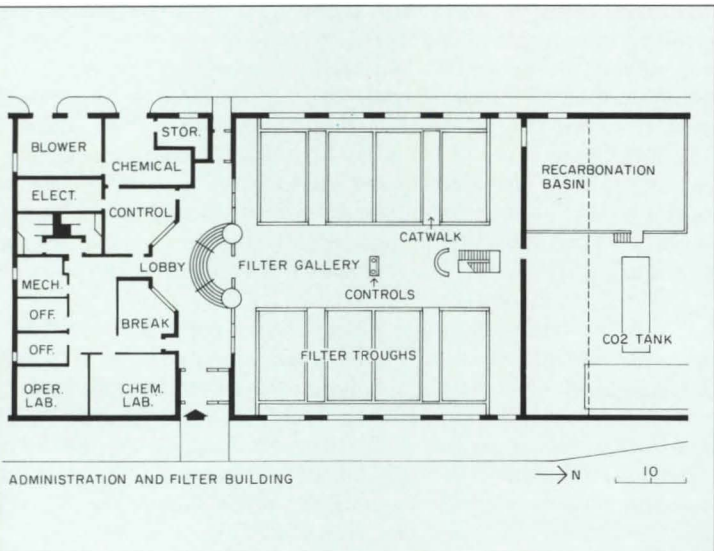 BLOWER
STOR.
CHEMICAL
ELECT.
CONTROL
LOBBY
MECH.
OFF.
OFF.
BREAK
OPER.
LAB.
CHEM.
LAB.
FILTER GALLERY
CATWALK
CONTROLS
FILTER TROUGHS
RECARBONATION
BASIN
CO2 TANK
ADMINISTRATION AND FILTER BUILDING
N
10